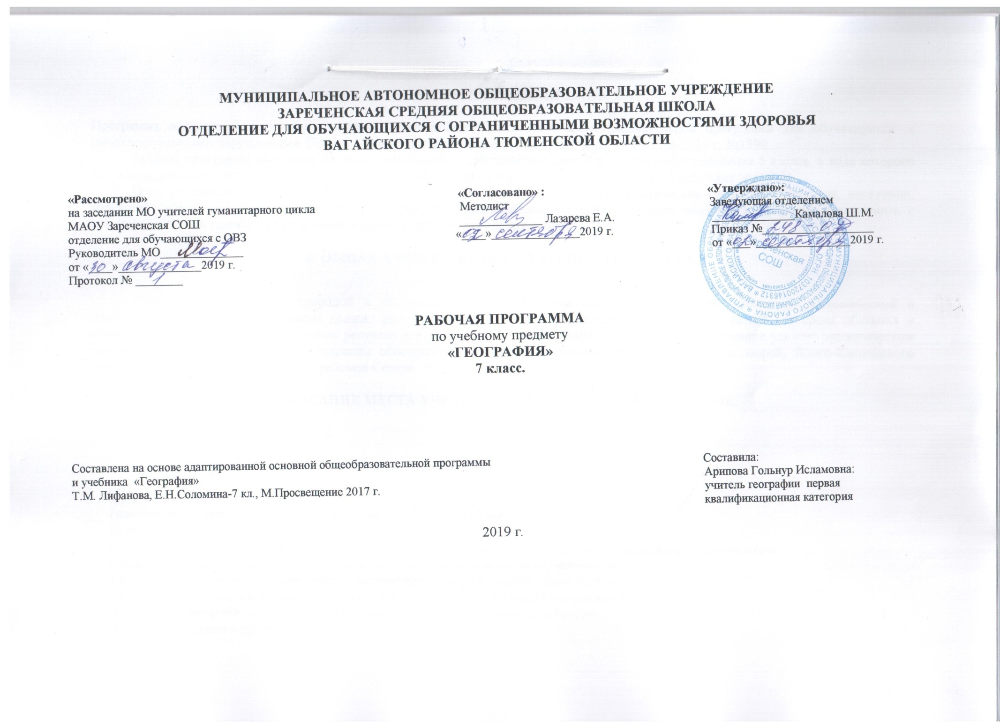 МУНИЦИПАЛЬНОЕ АВТОНОМНОЕ ОБЩЕОБРАЗОВАТЕЛЬНОЕ УЧРЕЖДЕНИЕ
ЗАРЕЧЕНСКАЯ СРЕДНЯЯ ОБЩЕОБРАЗОВАТЕЛЬНАЯ ШКОЛА
ОТДЕЛЕНИЕ ДЛЯ ОБУЧАЮЩИХСЯ С ОГРАНИЧЕННЫМИ ВОЗМОЖНОСТЯМИ ЗДОРОВЬЯ
ВАГАЙСКОГО РАЙОНА ТЮМЕНСКОЙ ОБЛАСТИ
«Рассмотрено»
на заседании МО учителей гуманитарного цикла
МАОУ Зареченская СОШ
отделение для обучающихся с ОВЗ
Руководитель МО
от «30» августа 2019 г.
Протокол № 1
«Согласовано» :
Методист
Лазарева Е.А.
«02» сентября 2019 г.
«Утверждаю»:
Заведующая отделением
Камалова Ш.М.
Приказ № 248 - од
от «02» сентября 2019 г.
МАОУ
Зареченская
СОШ
РАБОЧАЯ ПРОГРАММА
по учебному предмету
«ГЕОГРАФИЯ»
7 класс.
Составлена на основе адаптированной основной общеобразовательной программы
и учебника «География»
Т.М. Лифанова, Е.Н.Соломина-7 кл., М.Просвещение 2017 г.
Составила:
Арипова Гольнур Исламовна:
учитель географии первая
квалификационная категория
2019 г.